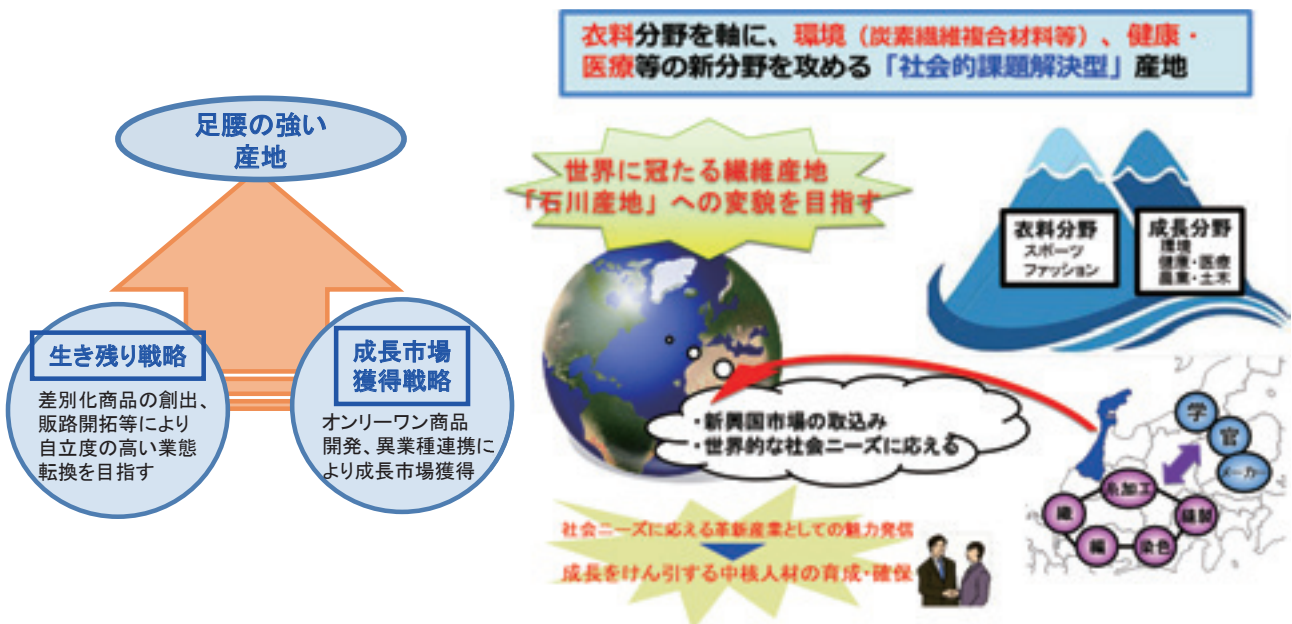 足腰の強い
産地
生き残り戦略
差別化商品の創出、
販路開拓等により
自立度の高い業態
転換を目指す
成長市場
獲得戦略
オンリーワン商品
開発、異業種連携に
より成長市場獲得
衣料分野を軸に、環境（炭素繊維複合材料等）、健康・
医療等の新分野を攻める「社会的課題解決型」産地
世界に冠たる繊維産地
「石川産地」への変貌を目指す
衣料分野
スポーツ
ファッション
成長分野
環境
健康・医療
産業・土木
・新興国市場の取込み
・世界的な社会ニーズに応える
学
官
メーカー
糸加工
織
編
染色
縫製
社会ニーズに応える革新産業としての魅力発信
成長をけん引する中核人材の育成・確保